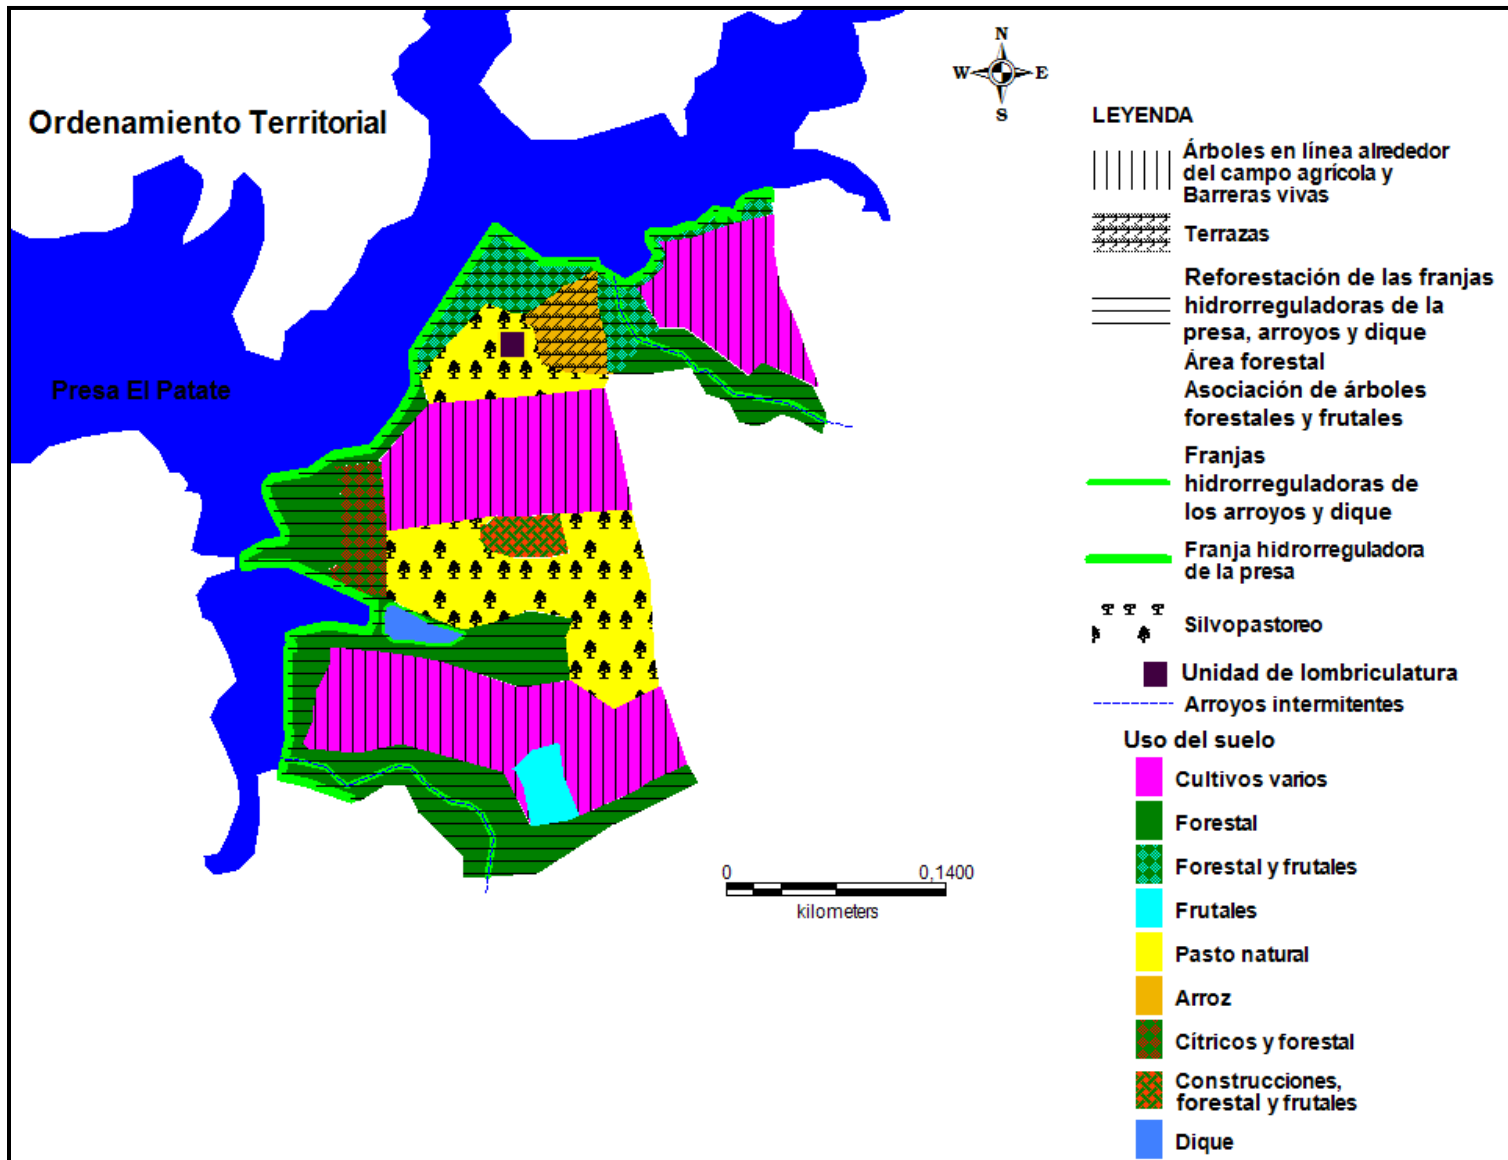 N
W E
S
Ordenamiento Territorial
Presa El Patate
LEYENDA
Árboles en línea alrededor
del campo agrícola y
Barreras vivas
Terrazas
Reforestación de las franjas
hidrorreguladoras de la
presa, arroyos y dique
Área forestal
Asociación de árboles
forestales y frutales
Franjas
hidrorreguladoras de
los arroyos y dique
Franja hidrorreguladora
de la presa
Silvopastoreo
Unidad de lombriculatura
Arroyos intermitentes
Uso del suelo
Cultivos varios
Forestal
Forestal y frutales
Frutales
Pasto natural
Arroz
Cítricos y forestal
Construcciones,
forestal y frutales
Dique
0 0,1400
kilometers